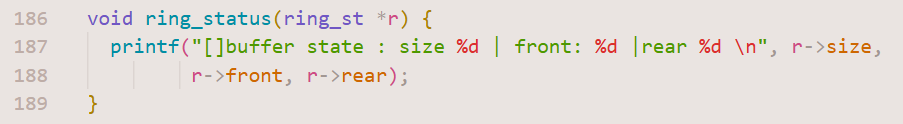 186 void ring_status(ring_st *r) {
187 printf("[]buffer state : size %d | front: %d |rear %d \n", r->size,
188 r->front, r->rear);
189 }